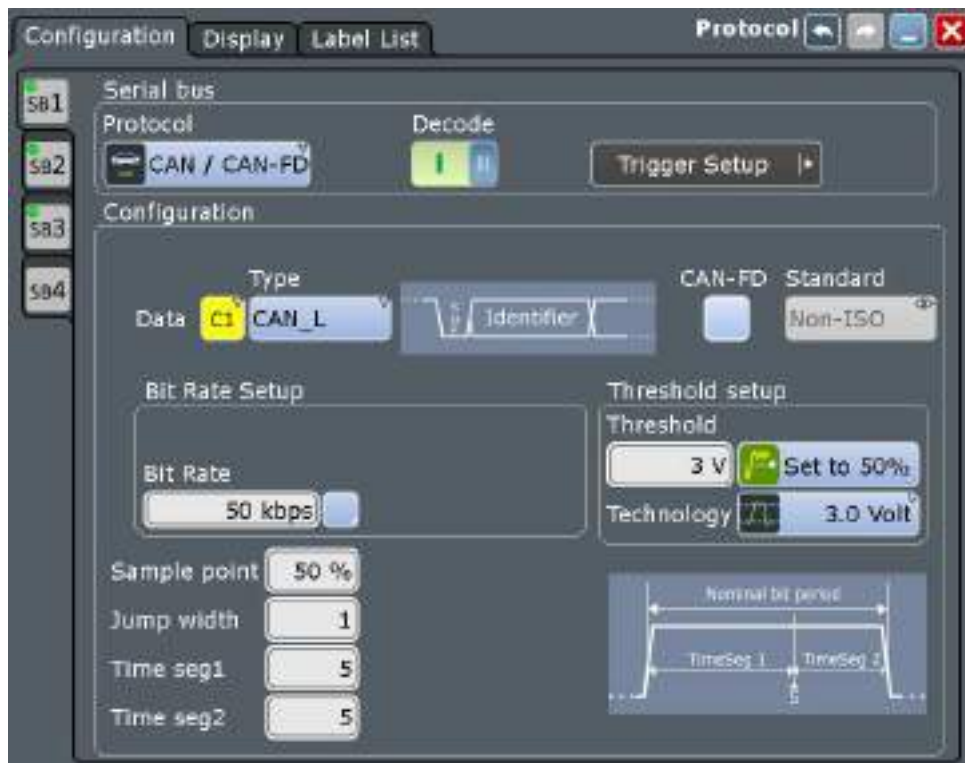 Configuration Display Label List Protocol
SB1
SB2
SB3
SB4
Serial bus
Protocol Decode
CAN / CAN-FD Trigger Setup
Configuration
Type CAN-FD Standard
Data C1 CAN_L Identifier Non-ISO
Bit Rate Setup
Bit Rate
50 kbps
Threshold setup
Threshold
3 V Set to 50%
Technology 3.0 Volt
Sample point 50 %
Jump width 1
Time seg1 5
Time seg2 5
Nominal bit period
TimeSeg 1 TimeSeg 2